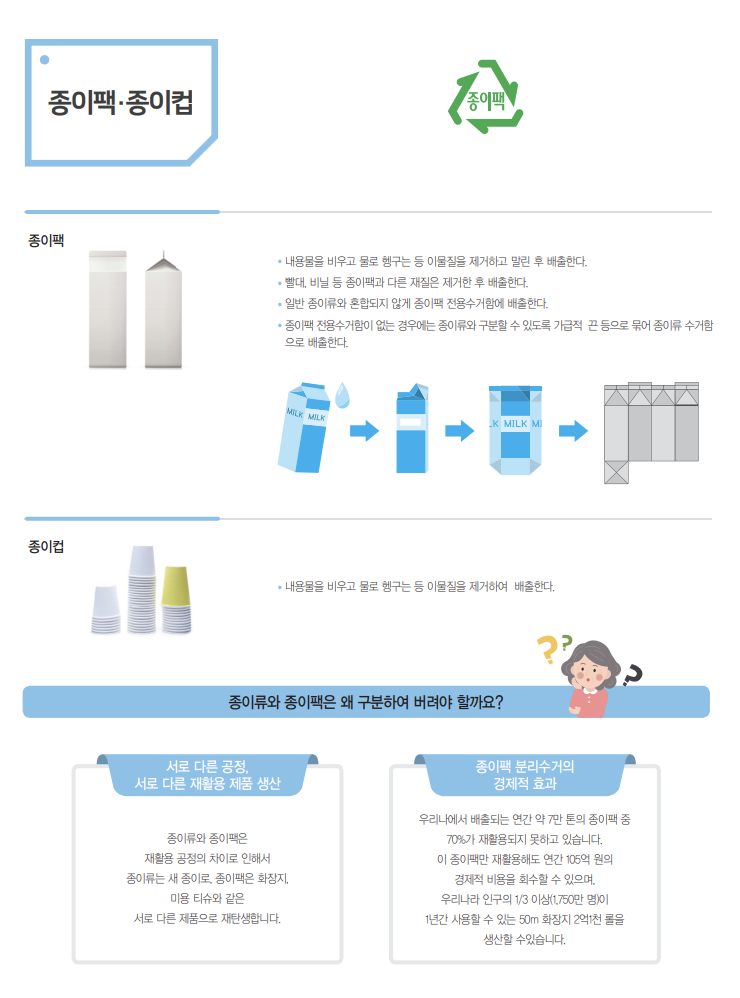 종이팩·종이컵
종이팩
종이팩
• 내용물을 비우고 물로 헹구는 등 이물질을 제거하고 말린 후 배출한다.
• 빨대, 비닐 등 종이팩과 다른 재질은 제거한 후 배출한다.
• 일반 종이류와 혼합되지 않게 종이팩 전용수거함에 배출한다.
• 종이팩 전용수거함이 없는 경우에는 종이류와 구분할 수 있도록 가급적 끈 등으로 묶어 종이류 수거함
으로 배출한다.
MILK MILK
LK MILK MI
종이컵
• 내용물을 비우고 물로 헹구는 등 이물질을 제거하여 배출한다.
? ? ?
종이류와 종이팩은 왜 구분하여 버려야 할까요?
서로 다른 공정,
서로 다른 재활용 제품 생산
종이류와 종이팩은
재활용 공정의 차이로 인해서
종이류는 새 종이로, 종이팩은 화장지,
미용 티슈와 같은
서로 다른 제품으로 재탄생합니다.
종이팩 분리수거의
경제적 효과
우리나에서 배출되는 연간 약 7만 톤의 종이팩 중
70%가 재활용되지 못하고 있습니다.
이 종이팩만 재활용해도 연간 105억 원의
경제적 비용을 회수할 수 있으며,
우리나라 인구의 1/3 이상(1,750만 명)이
1년간 사용할 수 있는 50m 화장지 2억1천 롤을
생산할 수있습니다.